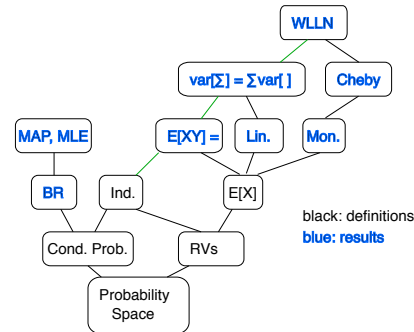 WLLN
var[Σ] = Σvar[ ]
Cheby
MAP, MLE
E[XY] =
Lin.
Mon.
BR
Ind.
E[X]
black: definitions
blue: results
Cond. Prob.
RVs
Probability
Space